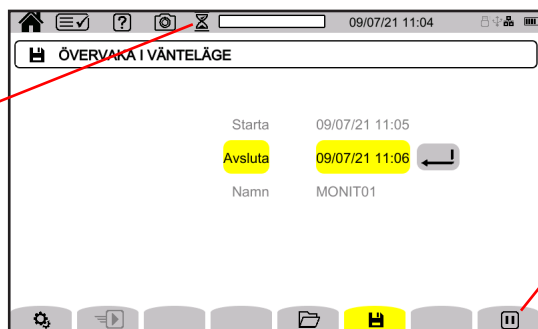 09/07/21 11:04
ÖVERVAKA I VÄNTELÄGE
Starta 09/07/21 11:05
Avsluta 09/07/21 11:06
Namn MONIT01